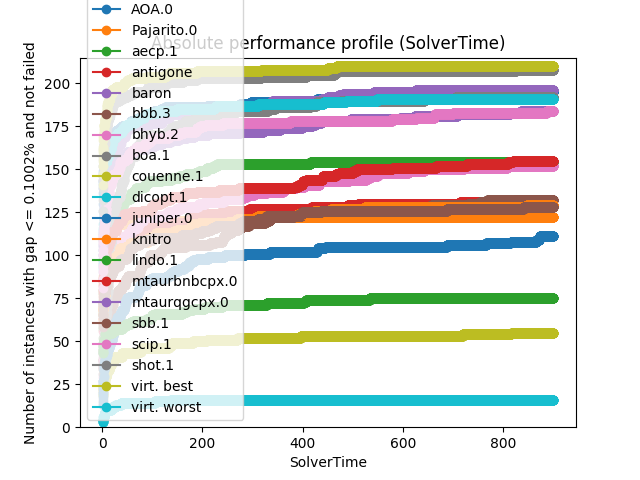 Absolute performance profile (SolverTime)
Number of instances with gap <= 0.1002% and not failed
200
175
150
125
100
75
50
25
0
AOA.0
Pajarito.0
aecp.1
antigone
baron
bbb.3
bhyb.2
boa.1
couenne.1
dicopt.1
juniper.0
knitro
lindo.1
mtaurbnbcpx.0
mtaurqgcpx.0
sbb.1
scip.1
shot.1
virt. best
virt. worst
0 200 400 600 800
SolverTime